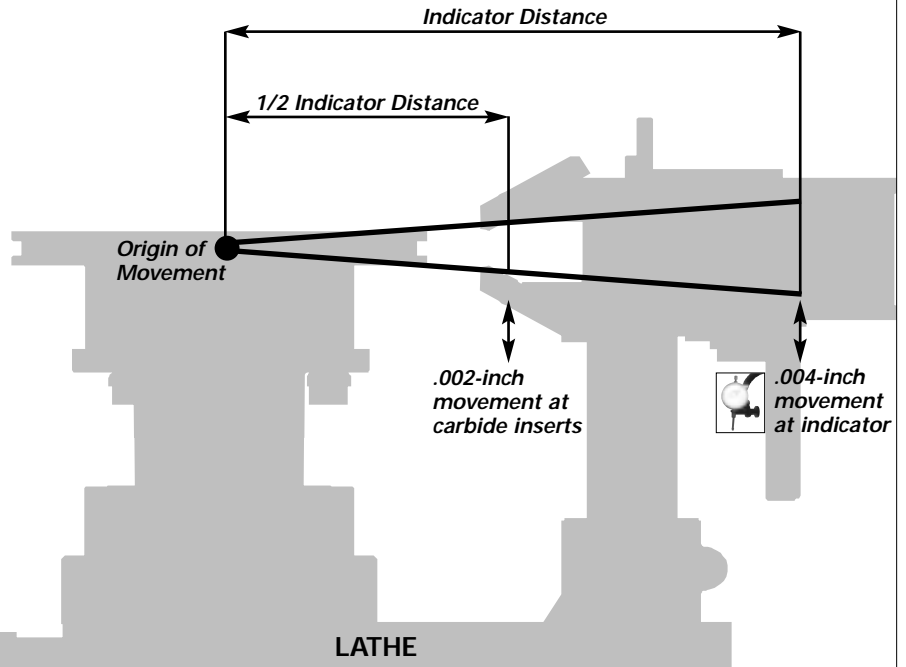 Indicator Distance
1/2 Indicator Distance
Origin of
Movement
.002-inch
movement at
carbide inserts
.004-inch
movement
at indicator
LATHE